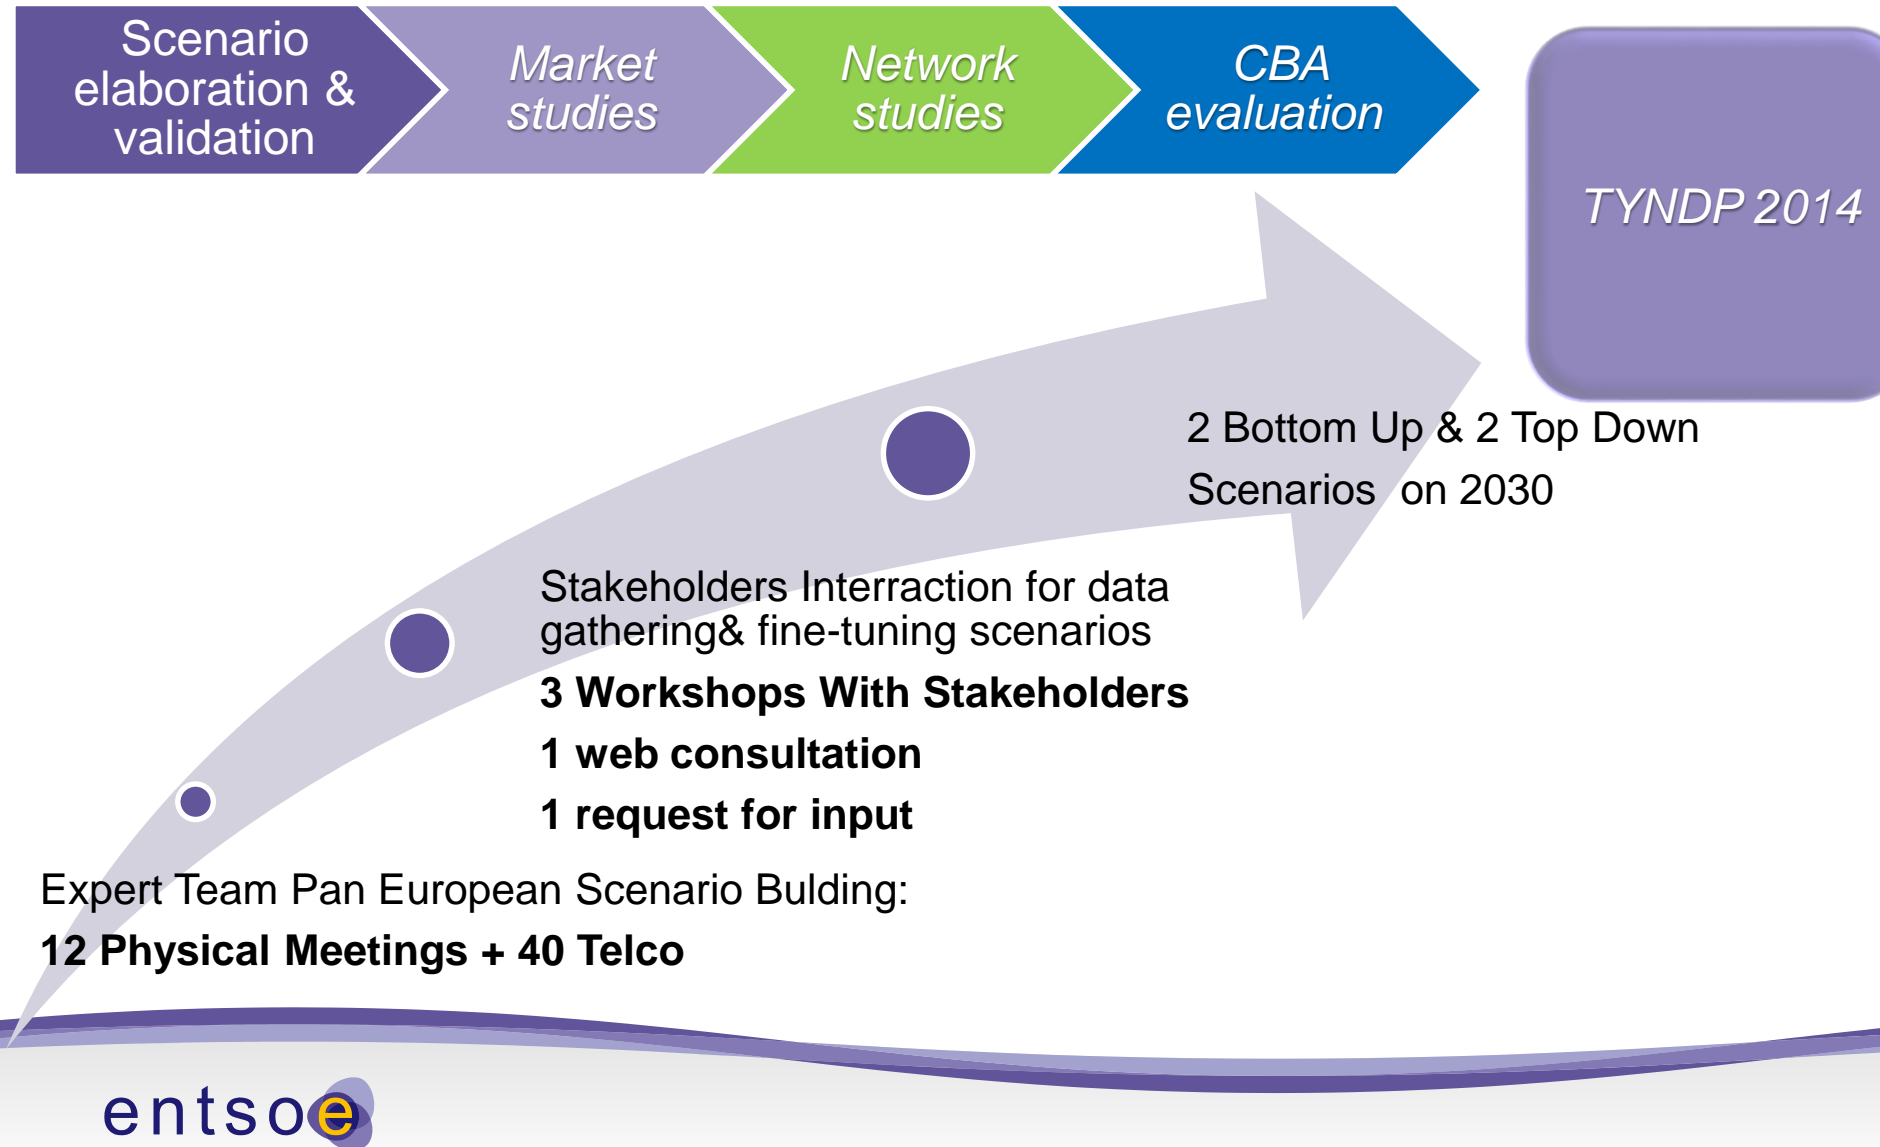 Scenario
elaboration &
validation
Market
studies
Network
studies
CBA
evaluation
TYNDP 2014
2 Bottom Up & 2 Top Down
Scenarios on 2030
Stakeholders Interraction for data
gathering& fine-tuning scenarios
3 Workshops With Stakeholders
1 web consultation
1 request for input
Expert Team Pan European Scenario Bulding:
12 Physical Meetings + 40 Telco
entsoe